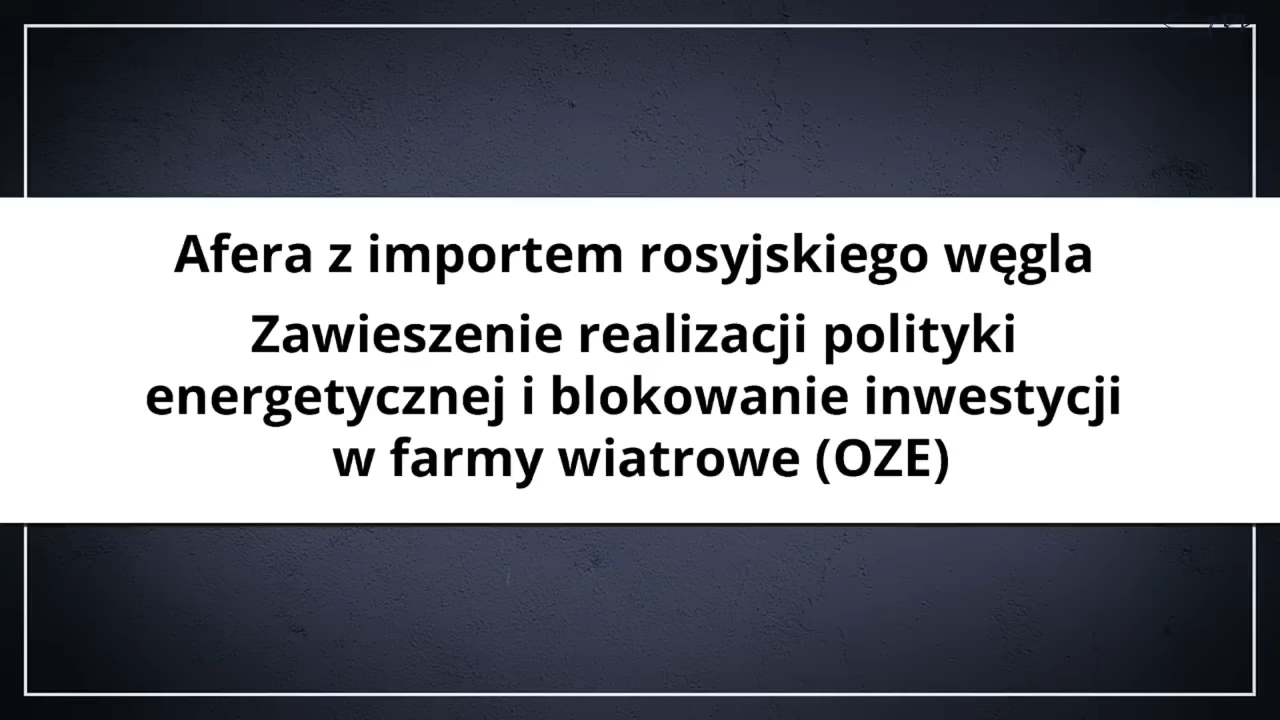 Afera z importem rosyjskiego węgla
Zawieszenie realizacji polityki
energetycznej i blokowanie inwestycji
w farmy wiatrowe (OZE)